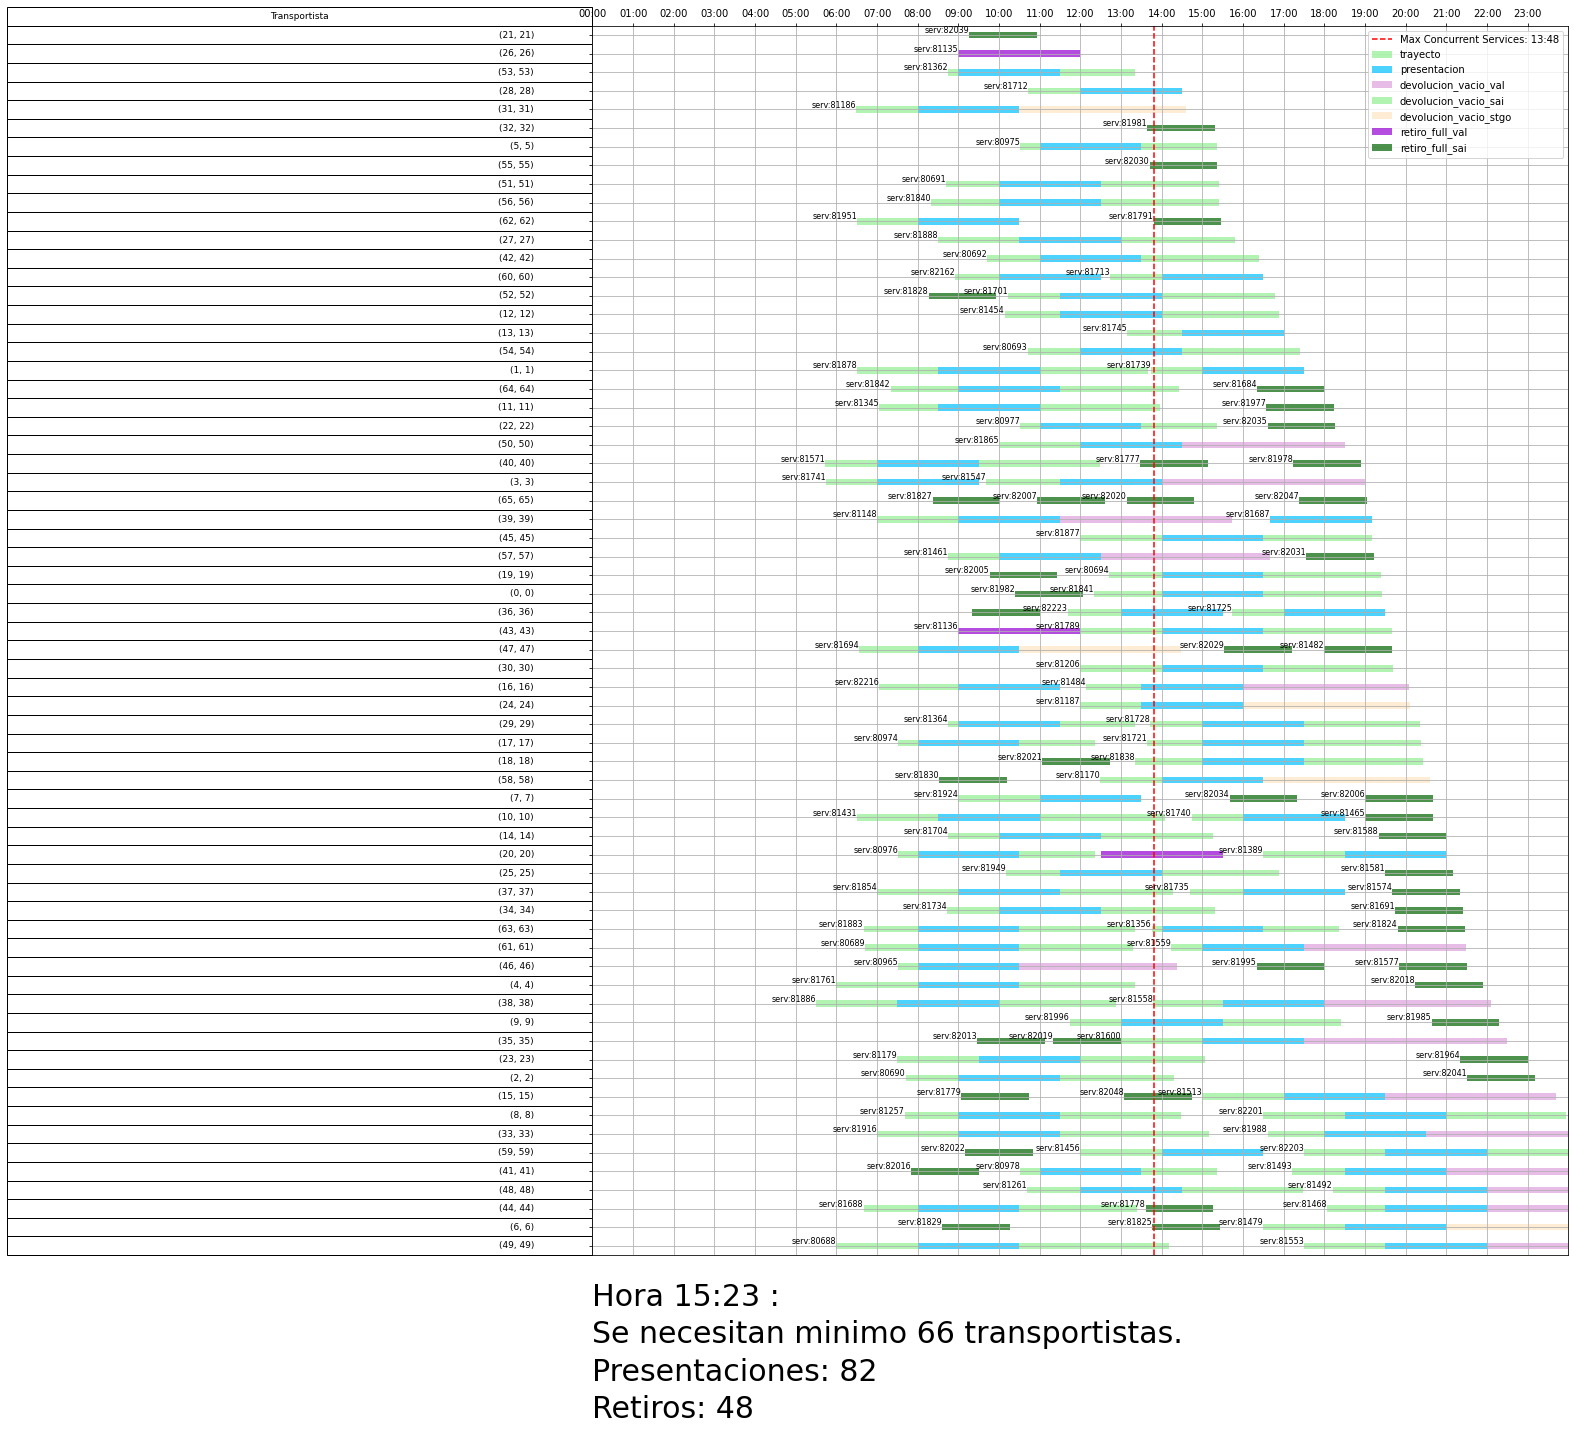 Transportista
00:00 01:00 02:00 03:00 04:00 05:00 06:00 07:00 08:00 09:00 10:00 11:00 12:00 13:00 14:00 15:00 16:00 17:00 18:00 19:00 20:00 21:00 22:00 23:00
Max Concurrent Services: 13:48
trayecto
presentacion
devolucion_vacio_val
devolucion_vacio_sai
devolucion_vacio_stgo
retiro_full_val
retiro_full_sai
(21, 21) serv:82039
(26, 26) serv:81135
(53, 53) serv:81362
(28, 28) serv:81712
(31, 31) serv:81186
(32, 32) serv:81981
(5, 5) serv:80975
(55, 55) serv:82030
(51, 51) serv:80691
(56, 56) serv:81840
(62, 62) serv:81951 serv:81791
(27, 27) serv:81888
(42, 42) serv:80692
(60, 60) serv:82162 serv:81713
(52, 52) serv:81828 serv:81701
(12, 12) serv:81454
(13, 13) serv:81745
(54, 54) serv:80693
(1, 1) serv:81878 serv:81739
(64, 64) serv:81842 serv:81684
(11, 11) serv:81345 serv:81977
(22, 22) serv:80977 serv:82035
(50, 50) serv:81865
(40, 40) serv:81571 serv:81777 serv:81978
(3, 3) serv:81741 serv:81547
(65, 65) serv:81827 serv:82007 serv:82020 serv:82047
(39, 39) serv:81148 serv:81687
(45, 45) serv:81877
(57, 57) serv:81461 serv:82031
(19, 19) serv:82005 serv:80694
(0, 0) serv:81982 serv:81841
(36, 36) serv:82223 serv:81725
(43, 43) serv:81136 serv:81789
(47, 47) serv:81694 serv:82029 serv:81482
(30, 30) serv:81206
(16, 16) serv:82216 serv:81484
(24, 24) serv:81187
(29, 29) serv:81364 serv:81728
(17, 17) serv:80974 serv:81721
(18, 18) serv:82021 serv:81838
(58, 58) serv:81830 serv:81170
(7, 7) serv:81924 serv:82034 serv:82006
(10, 10) serv:81431 serv:81740 serv:81465
(14, 14) serv:81704 serv:81588
(20, 20) serv:80976 serv:81389
(25, 25) serv:81949 serv:81581
(37, 37) serv:81854 serv:81735 serv:81574
(34, 34) serv:81734 serv:81691
(63, 63) serv:81883 serv:81356 serv:81824
(61, 61) serv:80689 serv:81559
(46, 46) serv:80965 serv:81995 serv:81577
(4, 4) serv:81761 serv:82018
(38, 38) serv:81886 serv:81558
(9, 9) serv:81996 serv:81985
(35, 35) serv:82013 serv:82019 serv:81600
(23, 23) serv:81179 serv:81964
(2, 2) serv:80690 serv:82041
(15, 15) serv:81779 serv:82048 serv:81513
(8, 8) serv:81257 serv:82201
(33, 33) serv:81916 serv:81988
(59, 59) serv:82022 serv:81456 serv:82203
(41, 41) serv:82016 serv:80978 serv:81493
(48, 48) serv:81261 serv:81492
(44, 44) serv:81688 serv:81778 serv:81468
(6, 6) serv:81829 serv:81825 serv:81479
(49, 49) serv:80688 serv:81553
Hora 15:23 :
Se necesitan minimo 66 transportistas.
Presentaciones: 82
Retiros: 48